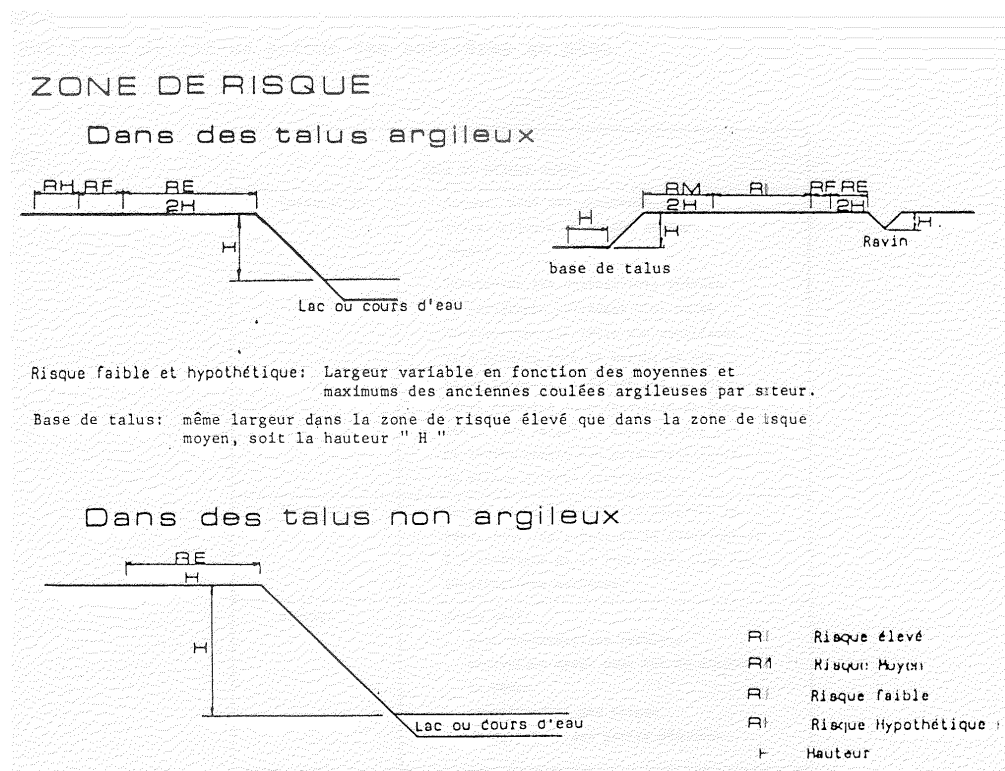 ZONE DE RISQUE
Dans des talus argileux
RH RF RE
2H
H
Lac ou cours d'eau
RM RF RE
2H 2H
H H H
Ravin
base de talus
Risque faible et hypothétique: Largeur variable en fonction des moyennes et
maximums des anciennes coulées argileuses par
Base de talus: même largeur dans la zone de risque élevé que dans la zone de
moyen, soit la hauteur " H "
Dans des talus non argileux
RE
H
H
Lac ou cours d'eau
Risque élevé
Risque Moyen
Risque faible
Risque Hypothétique
H Hauteur